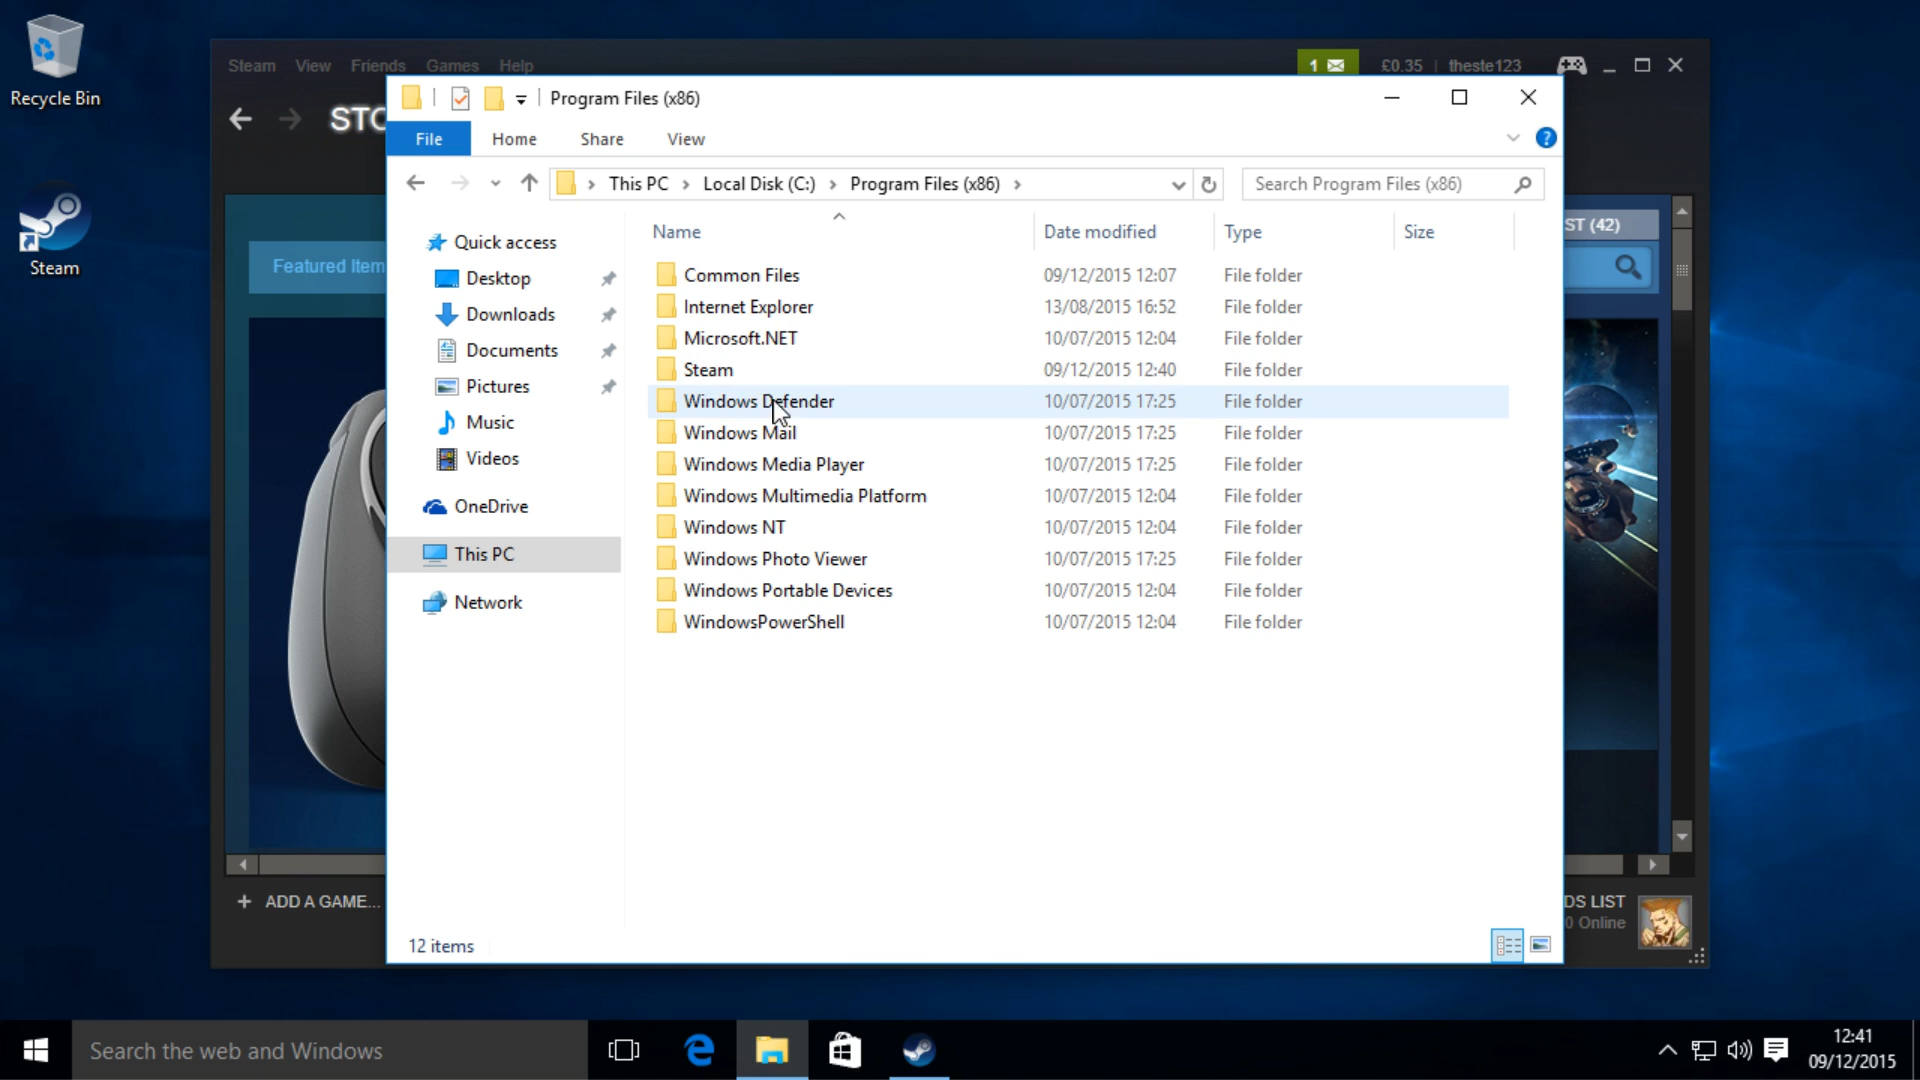 Recycle Bin
Steam
Steam View Friends Games Help
1 £0.35 | theste123
STO
Program Files (x86)
File Home Share View
This PC > Local Disk (C:) > Program Files (x86) >
Search Program Files (x86)
Featured Item
ST (42)
Quick access
Desktop
Downloads
Documents
Pictures
Music
Videos
OneDrive
This PC
Network
Name Date modified Type Size
Common Files 09/12/2015 12:07 File folder
Internet Explorer 13/08/2015 16:52 File folder
Microsoft.NET 10/07/2015 12:04 File folder
Steam 09/12/2015 12:40 File folder
Windows Defender 10/07/2015 17:25 File folder
Windows Mail 10/07/2015 17:25 File folder
Windows Media Player 10/07/2015 17:25 File folder
Windows Multimedia Platform 10/07/2015 12:04 File folder
Windows NT 10/07/2015 12:04 File folder
Windows Photo Viewer 10/07/2015 17:25 File folder
Windows Portable Devices 10/07/2015 12:04 File folder
WindowsPowerShell 10/07/2015 12:04 File folder
12 items
+ ADD A GAME...
DS LIST
0 Online
Search the web and Windows
12:41
09/12/2015